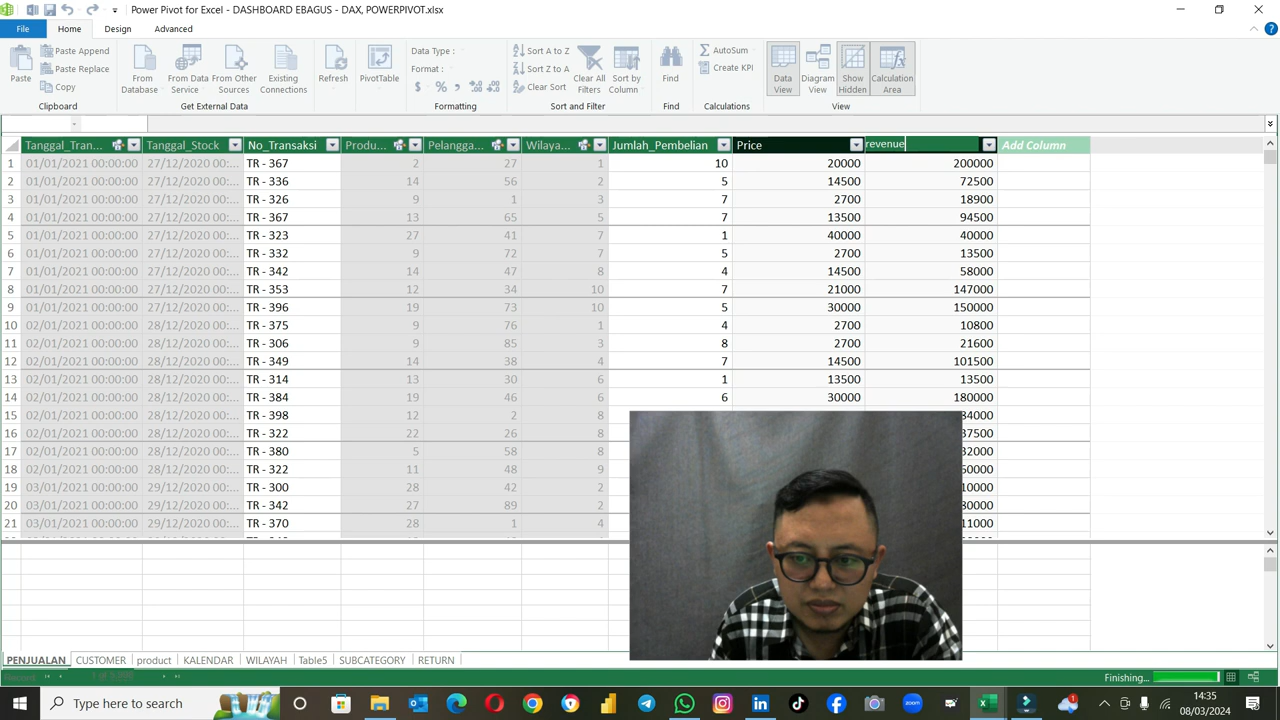 Power Pivot for Excel - DASHBOARD EBAGUS - DAX, POWERPIVOT.xlsx
File Home Design Advanced
Paste
Paste Append
Paste Replace
Copy
Clipboard
From Database
From Data Service
From Other Sources
Existing Connections
Get External Data
Refresh
PivotTable
Data Type :
Format :
$ % ,
Formatting
Sort A to Z
Sort Z to A
Clear Sort
Clear All Filters
Sort by Column
Sort and Filter
Find
Find
AutoSum
Create KPI
Calculations
Data View
Diagram View
Show Hidden
Calculation Area
View
Tanggal_Tran... Tanggal_Stock No_Transaksi Produ... Pelangga... Wilaya... Jumlah_Pembelian Price revenue Add Column
1 01/01/2021 00:00:00 27/12/2020 00:... TR - 367 2 27 1 10 20000 200000
2 01/01/2021 00:00:00 27/12/2020 00:... TR - 336 14 56 2 5 14500 72500
3 01/01/2021 00:00:00 27/12/2020 00:... TR - 326 9 1 3 7 2700 18900
4 01/01/2021 00:00:00 27/12/2020 00:... TR - 367 13 65 5 7 13500 94500
5 01/01/2021 00:00:00 27/12/2020 00:... TR - 323 27 41 7 1 40000 40000
6 01/01/2021 00:00:00 27/12/2020 00:... TR - 332 9 72 7 5 2700 13500
7 01/01/2021 00:00:00 27/12/2020 00:... TR - 342 14 47 8 4 14500 58000
8 01/01/2021 00:00:00 27/12/2020 00:... TR - 353 12 34 10 7 21000 147000
9 01/01/2021 00:00:00 27/12/2020 00:... TR - 396 19 73 10 5 30000 150000
10 02/01/2021 00:00:00 28/12/2020 00:... TR - 375 9 76 1 4 2700 10800
11 02/01/2021 00:00:00 28/12/2020 00:... TR - 306 9 85 3 8 2700 21600
12 02/01/2021 00:00:00 28/12/2020 00:... TR - 349 14 38 4 7 14500 101500
13 02/01/2021 00:00:00 28/12/2020 00:... TR - 314 13 30 6 1 13500 13500
14 02/01/2021 00:00:00 28/12/2020 00:... TR - 384 19 46 6 6 30000 180000
15 02/01/2021 00:00:00 28/12/2020 00:... TR - 398 12 2 8 84000
16 02/01/2021 00:00:00 28/12/2020 00:... TR - 322 22 26 8 37500
17 02/01/2021 00:00:00 28/12/2020 00:... TR - 380 5 58 8 32000
18 02/01/2021 00:00:00 28/12/2020 00:... TR - 322 11 48 9 50000
19 03/01/2021 00:00:00 29/12/2020 00:... TR - 300 28 42 2 10000
20 03/01/2021 00:00:00 29/12/2020 00:... TR - 342 27 89 2 80000
21 03/01/2021 00:00:00 29/12/2020 00:... TR - 370 28 1 4 11000
PENJUALAN CUSTOMER product KALENDAR WILAYAH Table5 SUBCATEGORY RETURN
Record:
Finishing...
Type here to search
zoom
14:35
08/03/2024